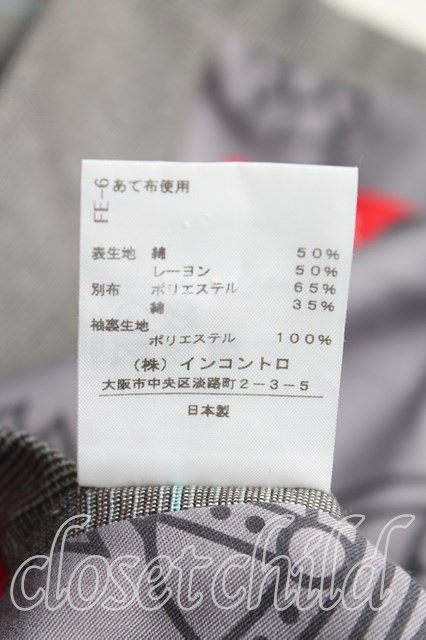 FE-6
あて布使用
表生地 綿 50%
レーヨン 50%
別布 ポリエステル 65%
綿 35%
袖裏生地
ポリエステル 100%
(株) インコントロ
大阪市中央区淡路町2-3-5
日本製
closetchild